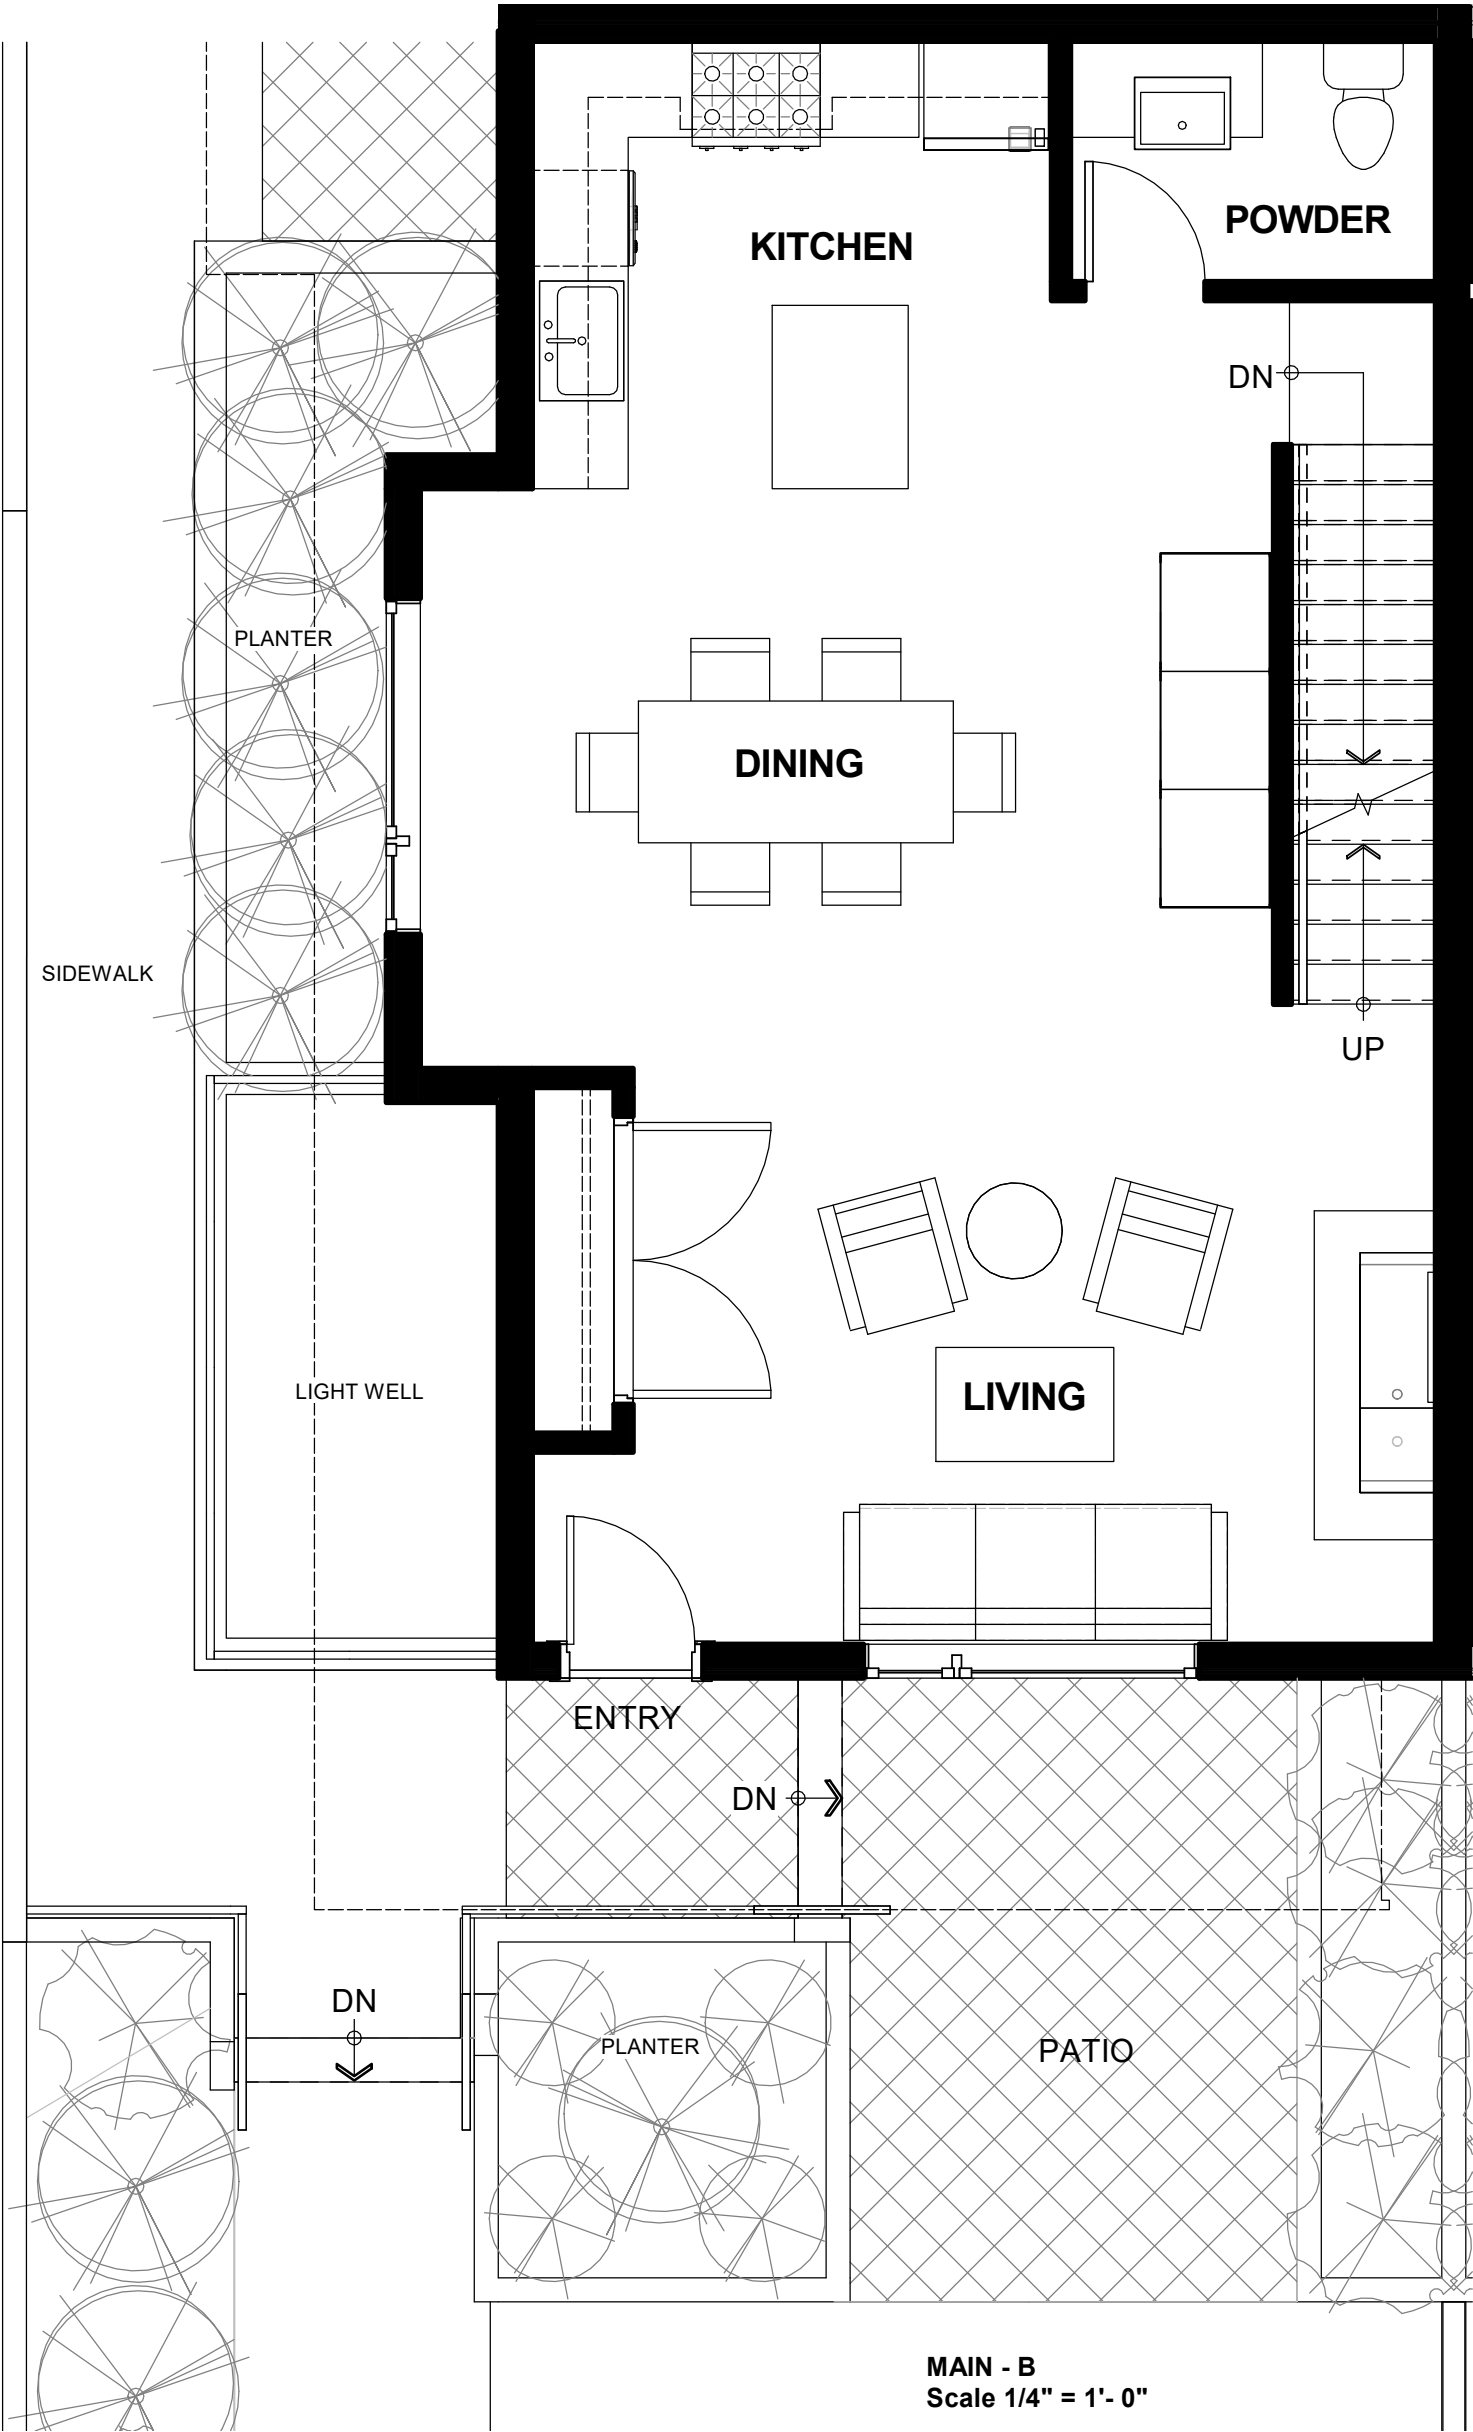 KITCHEN
POWDER
DN
PLANTER
DINING
SIDEWALK
UP
LIGHT WELL
LIVING
ENTRY
DN
DN
PLANTER
PATIO
MAIN - B
Scale 1/4" = 1'- 0"